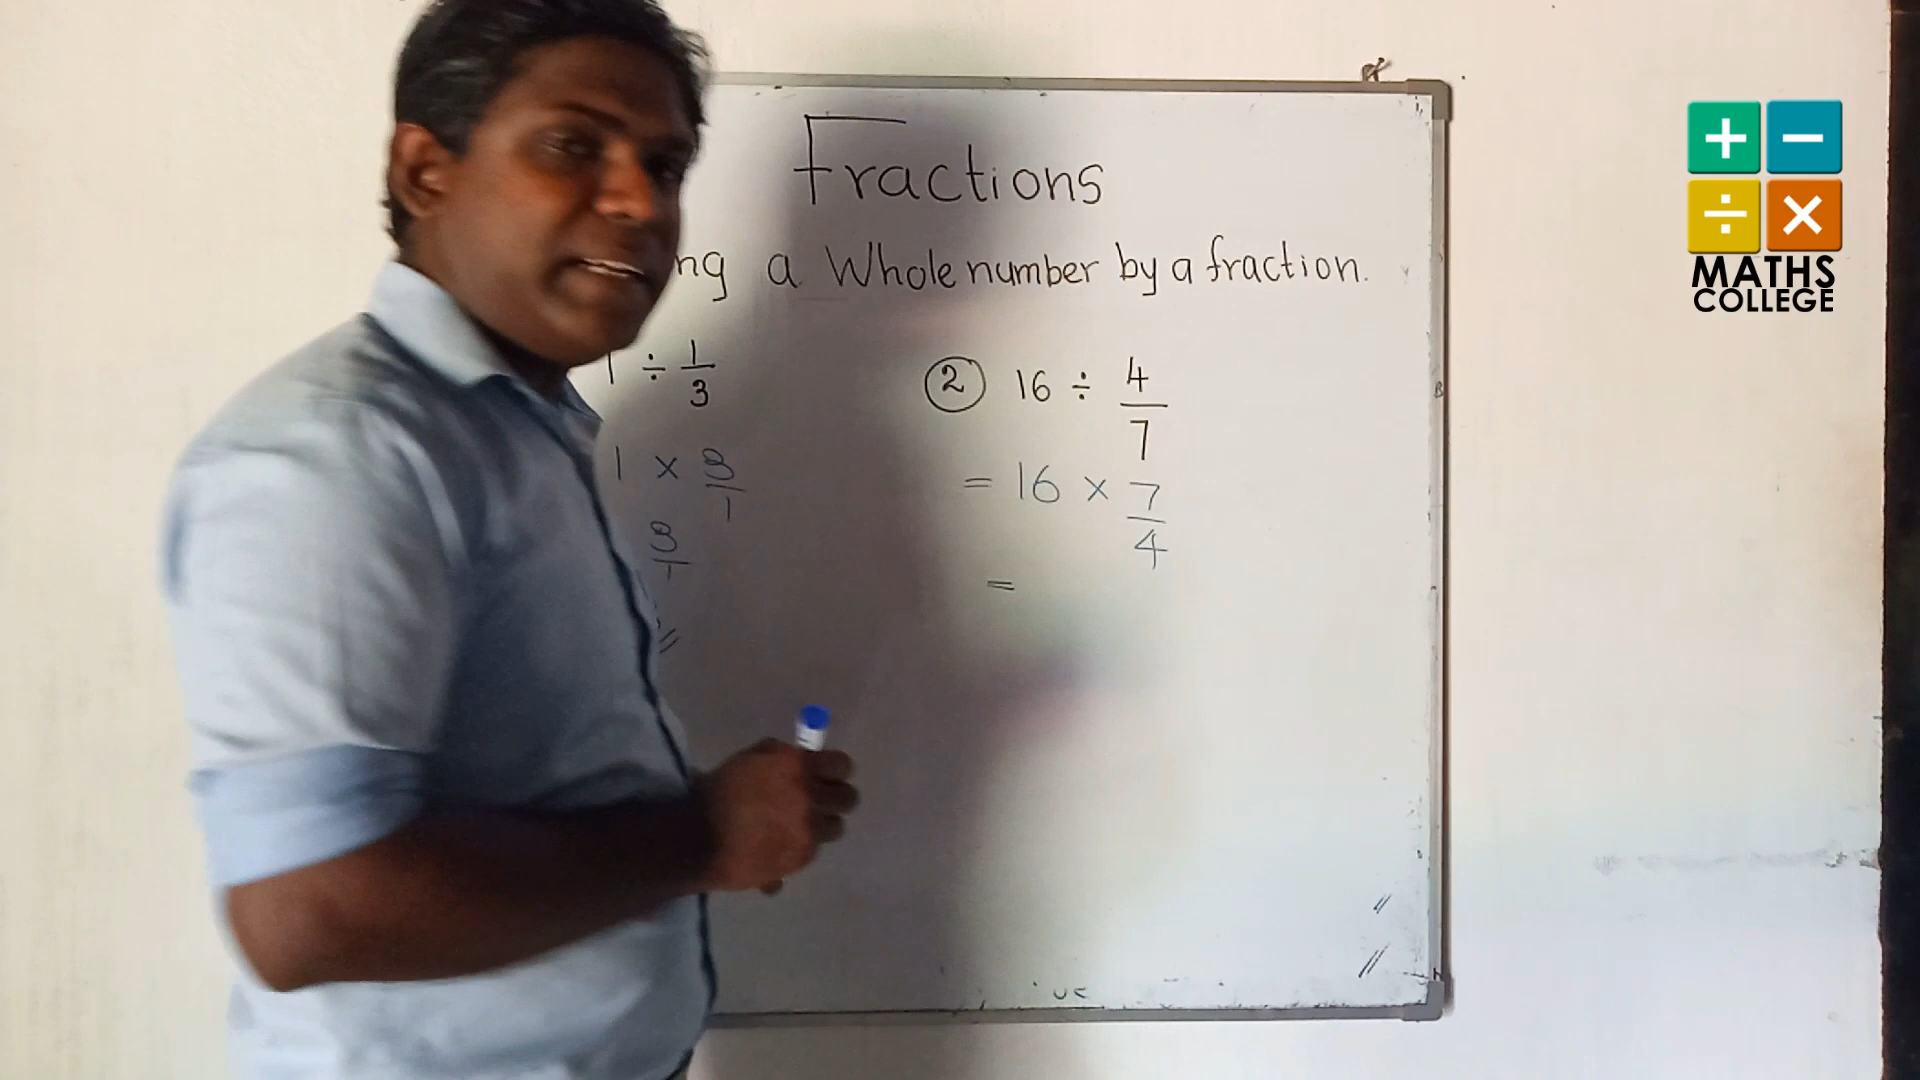 Fractions
ng a Whole number by a fraction.
1 ÷ 1/3
② 16 ÷ 4/7
1 × 3/1
= 16 × 7/4
3/1
=
+ −
÷ ×
MATHS
COLLEGE